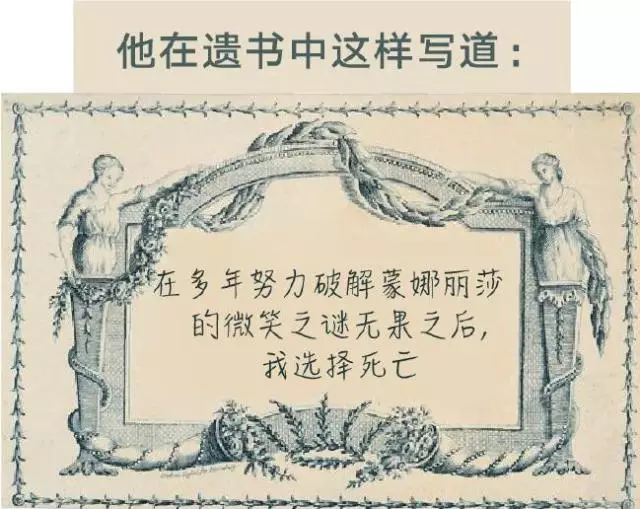 他在遗书中这样写道：
在多年努力破解蒙娜丽莎
的微笑之谜无果之后，
我选择死亡